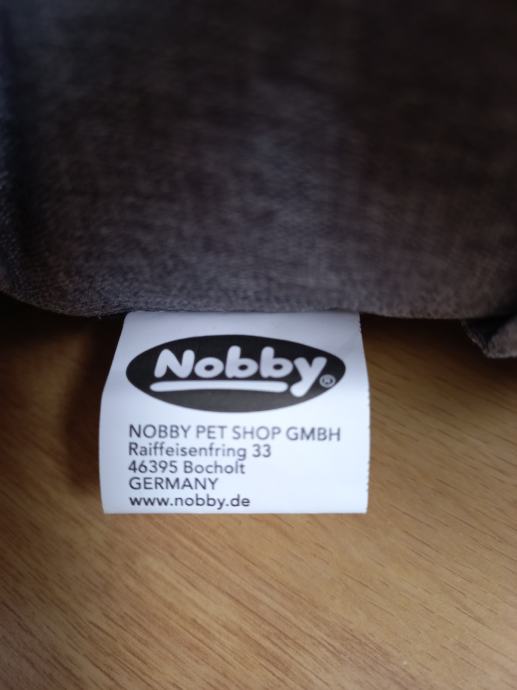 Nobby®
NOBBY PET SHOP GMBH
Raiffeisenfring 33
46395 Bocholt
GERMANY
www.nobby.de